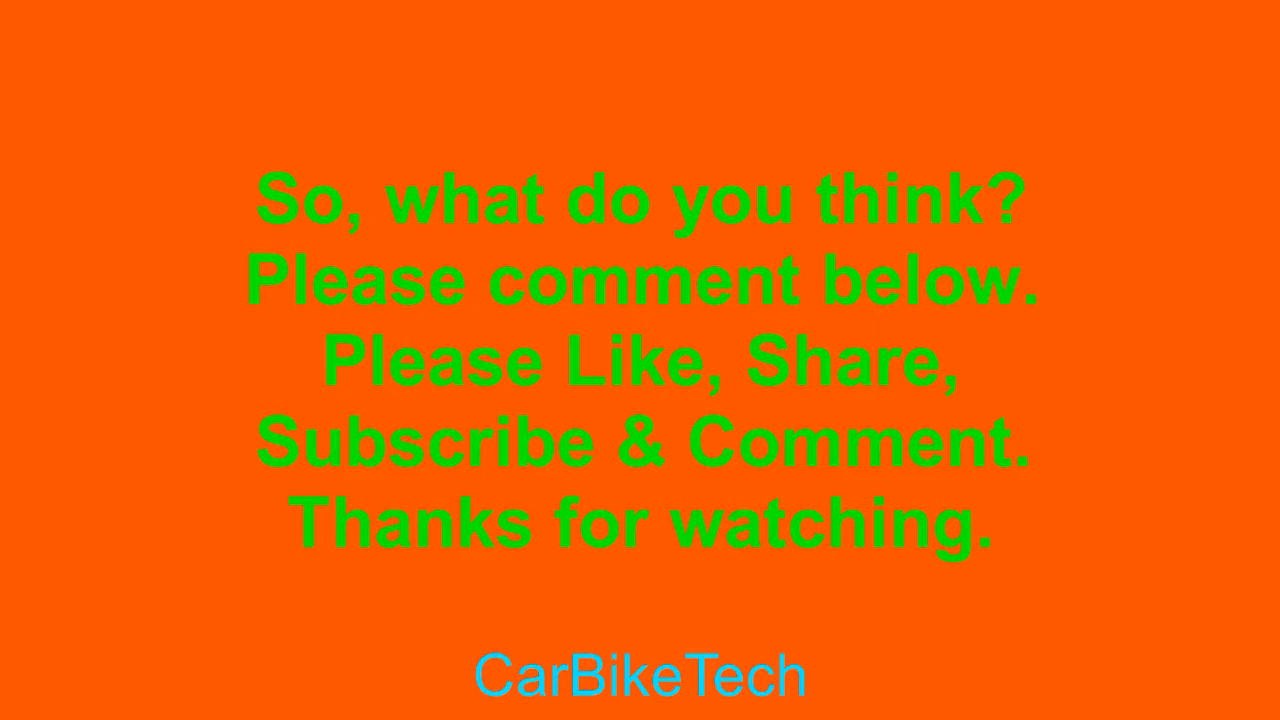 So, what do you think?
Please comment below.
Please Like, Share,
Subscribe & Comment.
Thanks for watching.
CarBikeTech